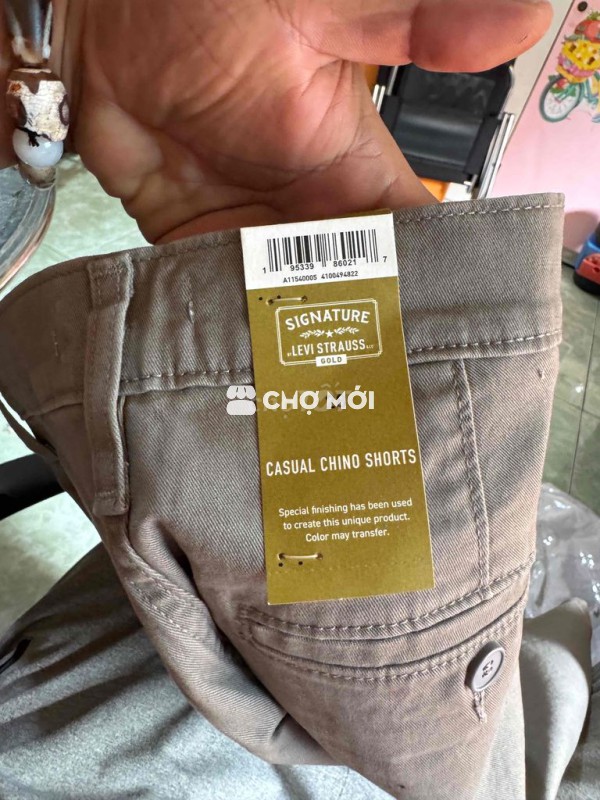 1 95339 86021 7
A11540005 4100494822
SIGNATURE
BY LEVI STRAUSS & CO.
GOLD
CHỢ MỚI
CASUAL CHINO SHORTS
Special finishing has been used
to create this unique product.
Color may transfer.